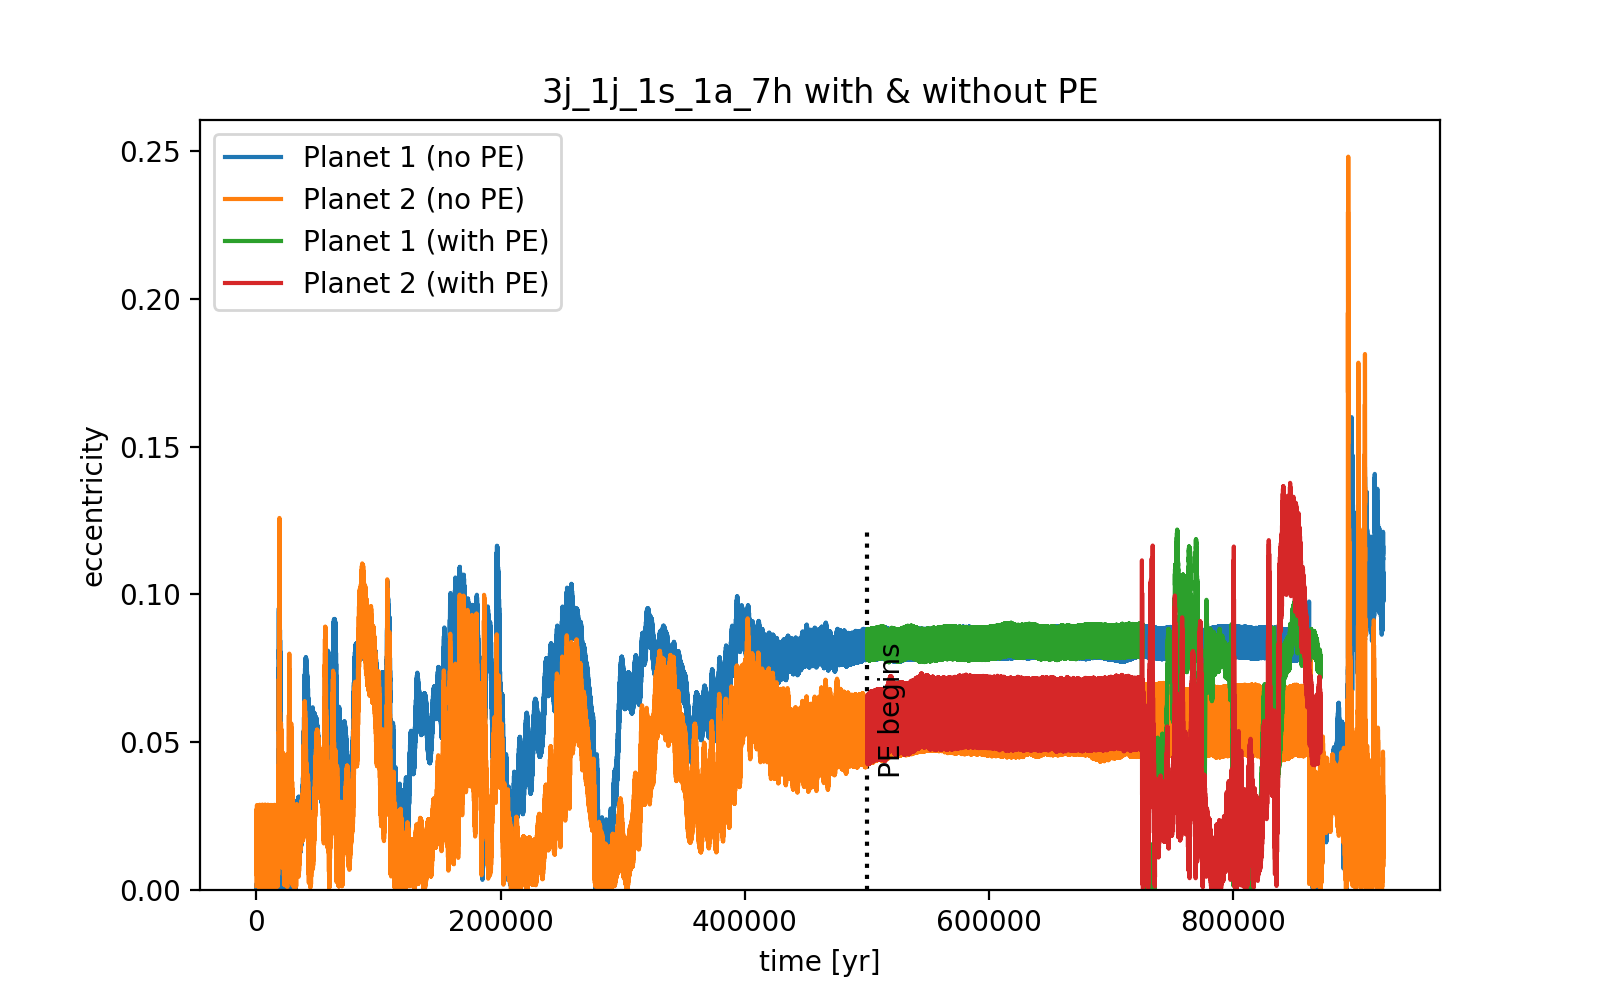 3j_1j_1s_1a_7h with & without PE
Planet 1 (no PE)
Planet 2 (no PE)
Planet 1 (with PE)
Planet 2 (with PE)
0.25
0.20
0.15
0.10
0.05
0.00
eccentricity
PE begins
0
200000
400000
600000
800000
time [yr]